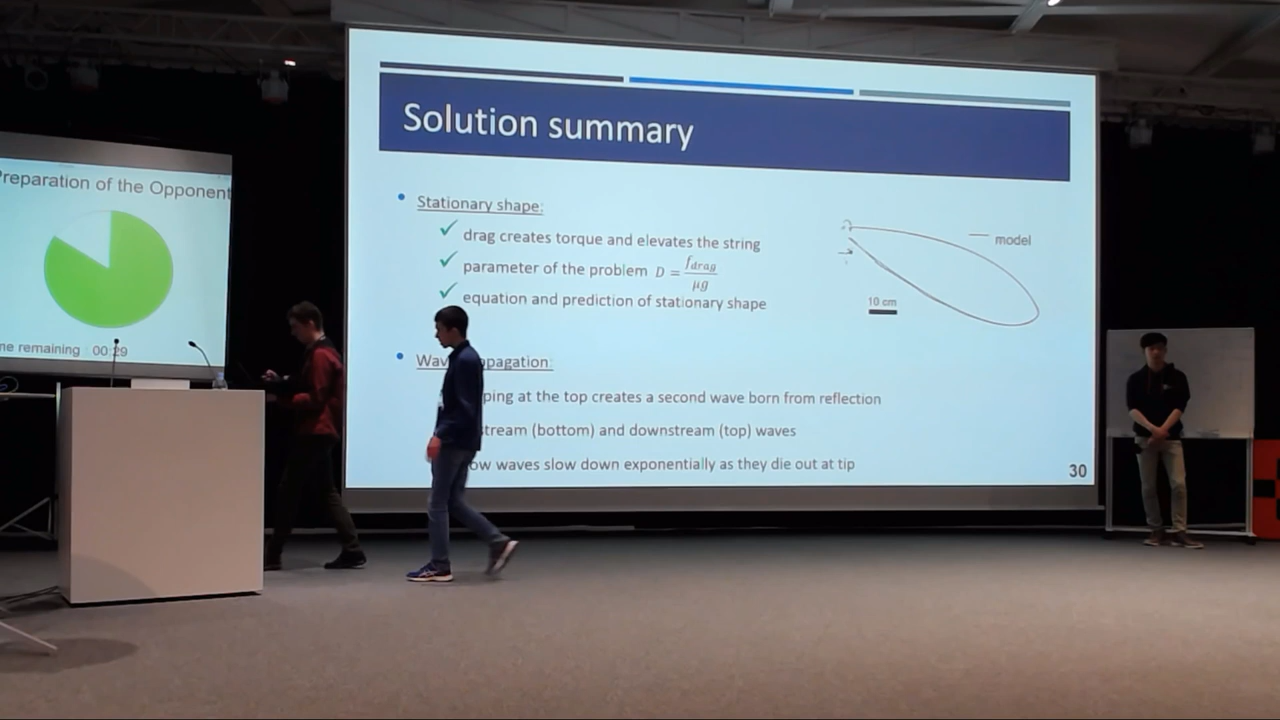 Preparation of the Opponent
me remaining 00:29
Solution summary
Stationary shape:
drag creates torque and elevates the string
parameter of the problem D = fdrag / μg
equation and prediction of stationary shape
model
10 cm
Wav opagation:
ping at the top creates a second wave born from reflection
stream (bottom) and downstream (top) waves
ow waves slow down exponentially as they die out at tip
30